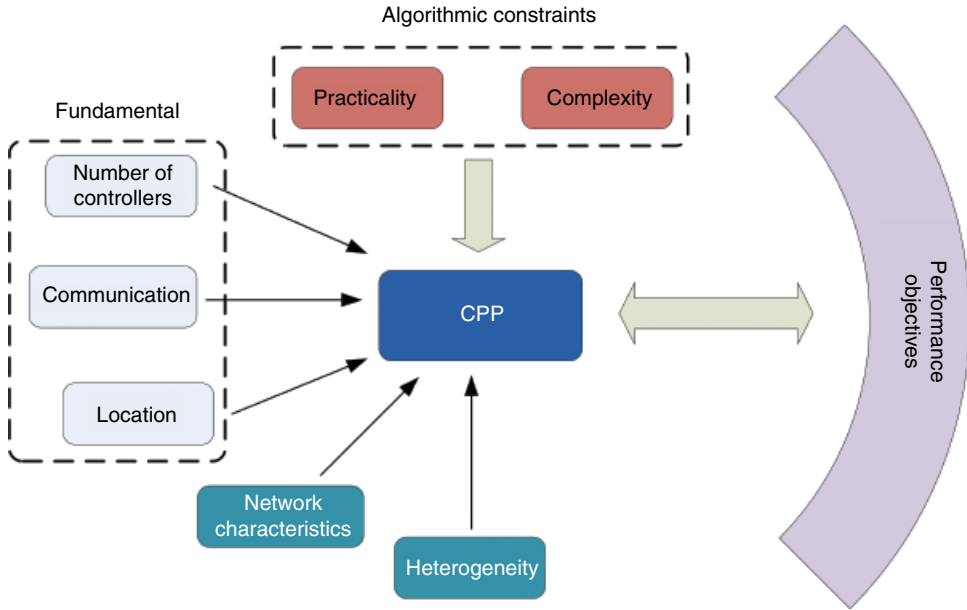 Algorithmic constraints
Practicality
Complexity
Fundamental
Number of
controllers
Communication
Location
CPP
Performance
objectives
Network
characteristics
Heterogeneity